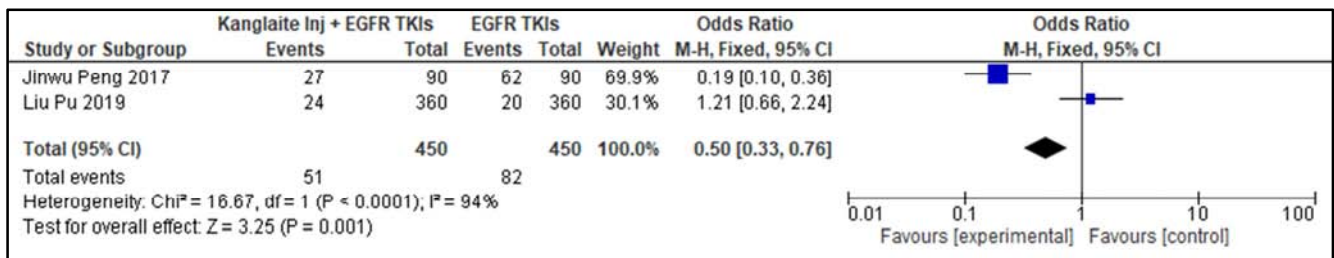 Kanglaite Inj + EGFR TKIs EGFR TKIs Odds Ratio Odds Ratio
Study or Subgroup Events Total Events Total Weight M-H, Fixed, 95% CI M-H, Fixed, 95% CI
Jinwu Peng 2017 27 90 62 90 69.9% 0.19 [0.10, 0.36]
Liu Pu 2019 24 360 20 360 30.1% 1.21 [0.66, 2.24]
Total (95% CI) 450 450 100.0% 0.50 [0.33, 0.76]
Total events 51 82
Heterogeneity: Chi² = 16.67, df = 1 (P < 0.0001); I² = 94%
Test for overall effect: Z = 3.25 (P = 0.001)
0.01 0.1 1 10 100
Favours [experimental] Favours [control]